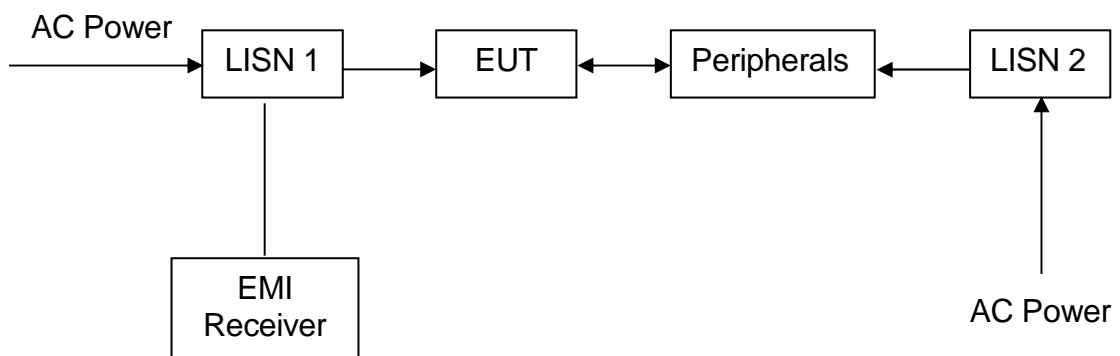 AC Power
LISN 1
EUT
Peripherals
LISN 2
EMI
Receiver
AC Power